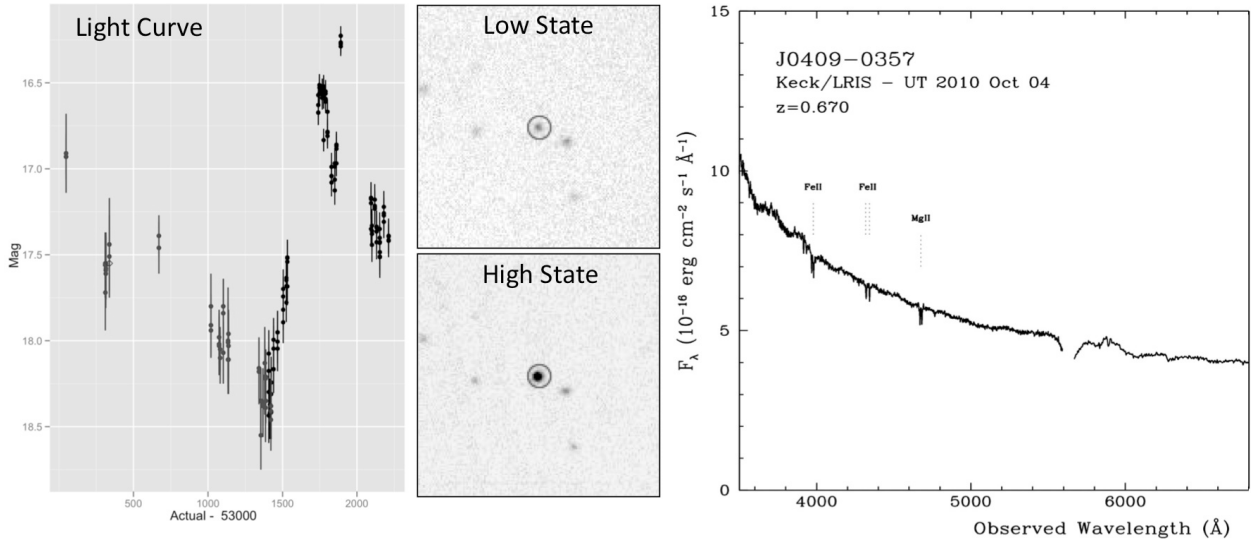 Light Curve
16.5
17.0
17.5
18.0
18.5
Mag
500
1000
1500
2000
Actual - 53000
Low State
High State
15
10
5
0
J0409-0357
Keck/LRIS - UT 2010 Oct 04
z=0.670
FeII
FeII
MgII
Fλ (10⁻¹⁶ erg cm⁻² s⁻¹ Å⁻¹)
4000
5000
6000
Observed Wavelength (Å)